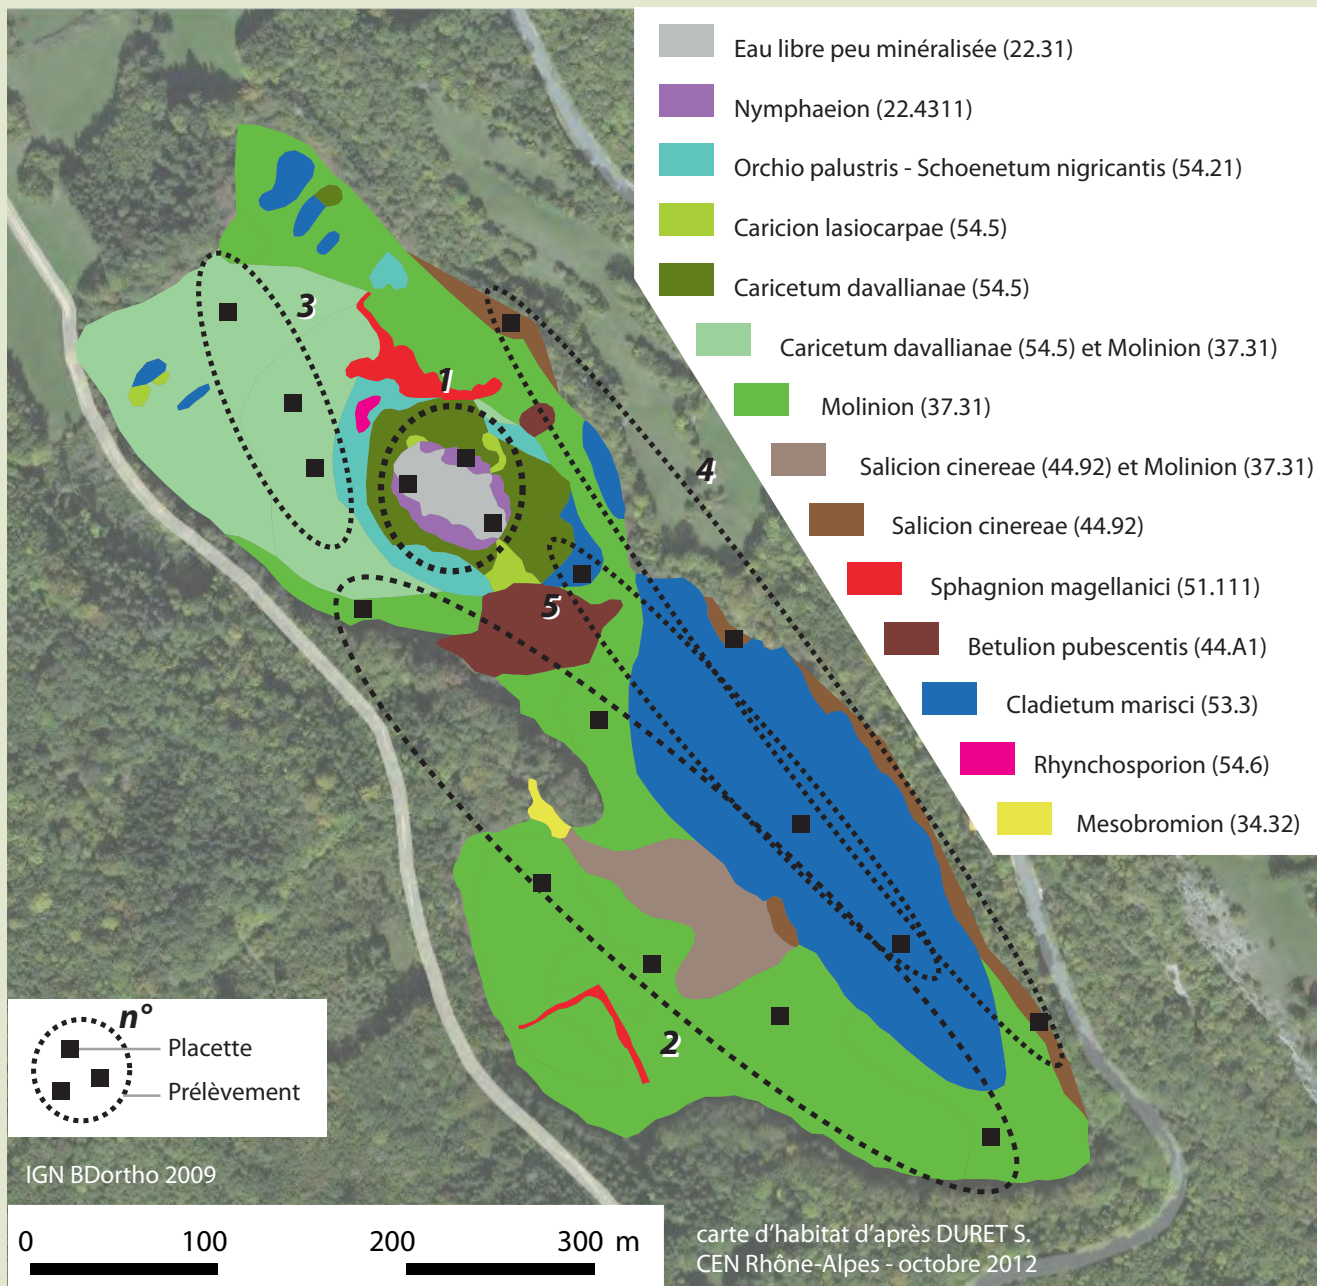 Eau libre peu minéralisée (22.31)
Nymphaeion (22.4311)
Orchio palustris - Schoenetum nigricantis (54.21)
Caricion lasiocarpae (54.5)
Caricetum davallianae (54.5)
Caricetum davallianae (54.5) et Molinion (37.31)
Molinion (37.31)
Salicion cinereae (44.92) et Molinion (37.31)
Salicion cinereae (44.92)
Sphagnion magellanici (51.111)
Betulion pubescentis (44.A1)
Cladietum marisci (53.3)
Rhynchosporion (54.6)
Mesobromion (34.32)
3
1
4
5
2
n°
Placette
Prélèvement
IGN BDortho 2009
0 100 200 300 m
carte d'habitat d'après DURET S.
CEN Rhône-Alpes - octobre 2012